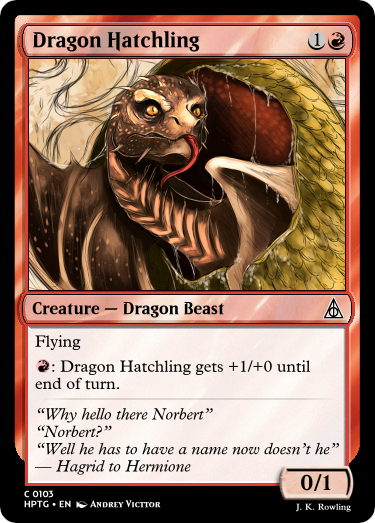 Dragon Hatchling 1
Creature — Dragon Beast
Flying
: Dragon Hatchling gets +1/+0 until
end of turn.
“Why hello there Norbert”
“Norbert?”
“Well he has to have a name now doesn’t he”
— Hagrid to Hermione
0/1
C 0103
HPTG • EN Andrey Victtor
J. K. Rowling